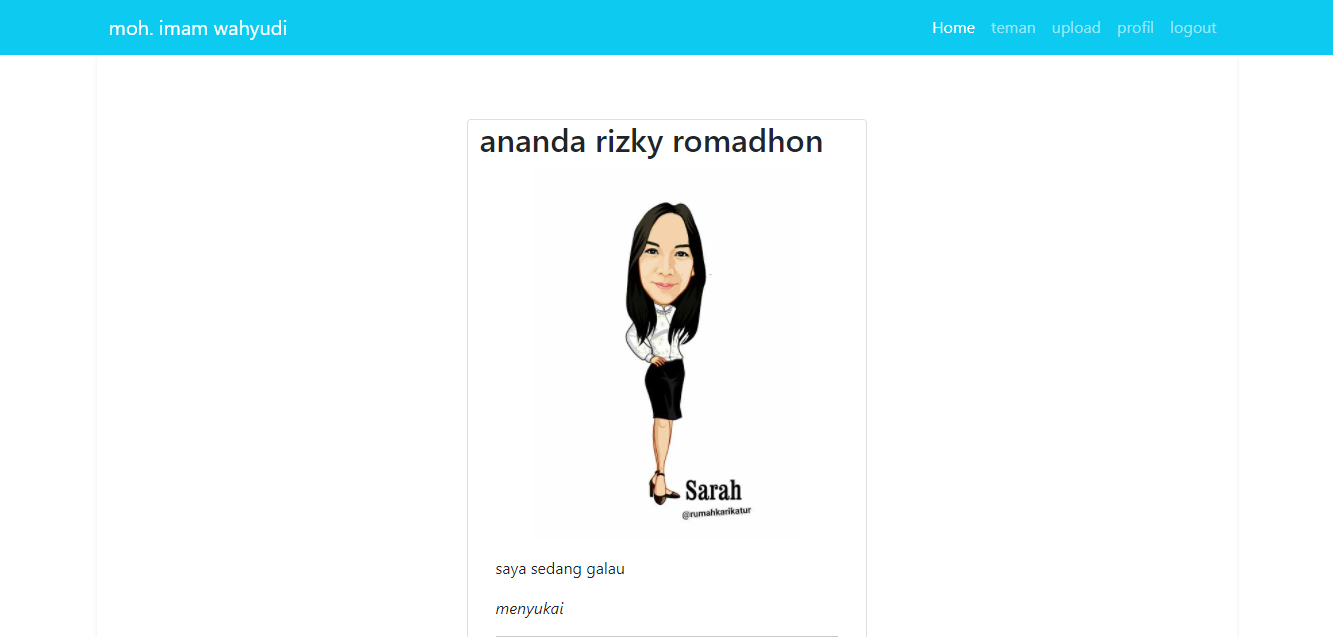 moh. imam wahyudi Home teman upload profil logout
ananda rizky romadhon
Sarah
@rumahkarikatur
saya sedang galau
menyukai